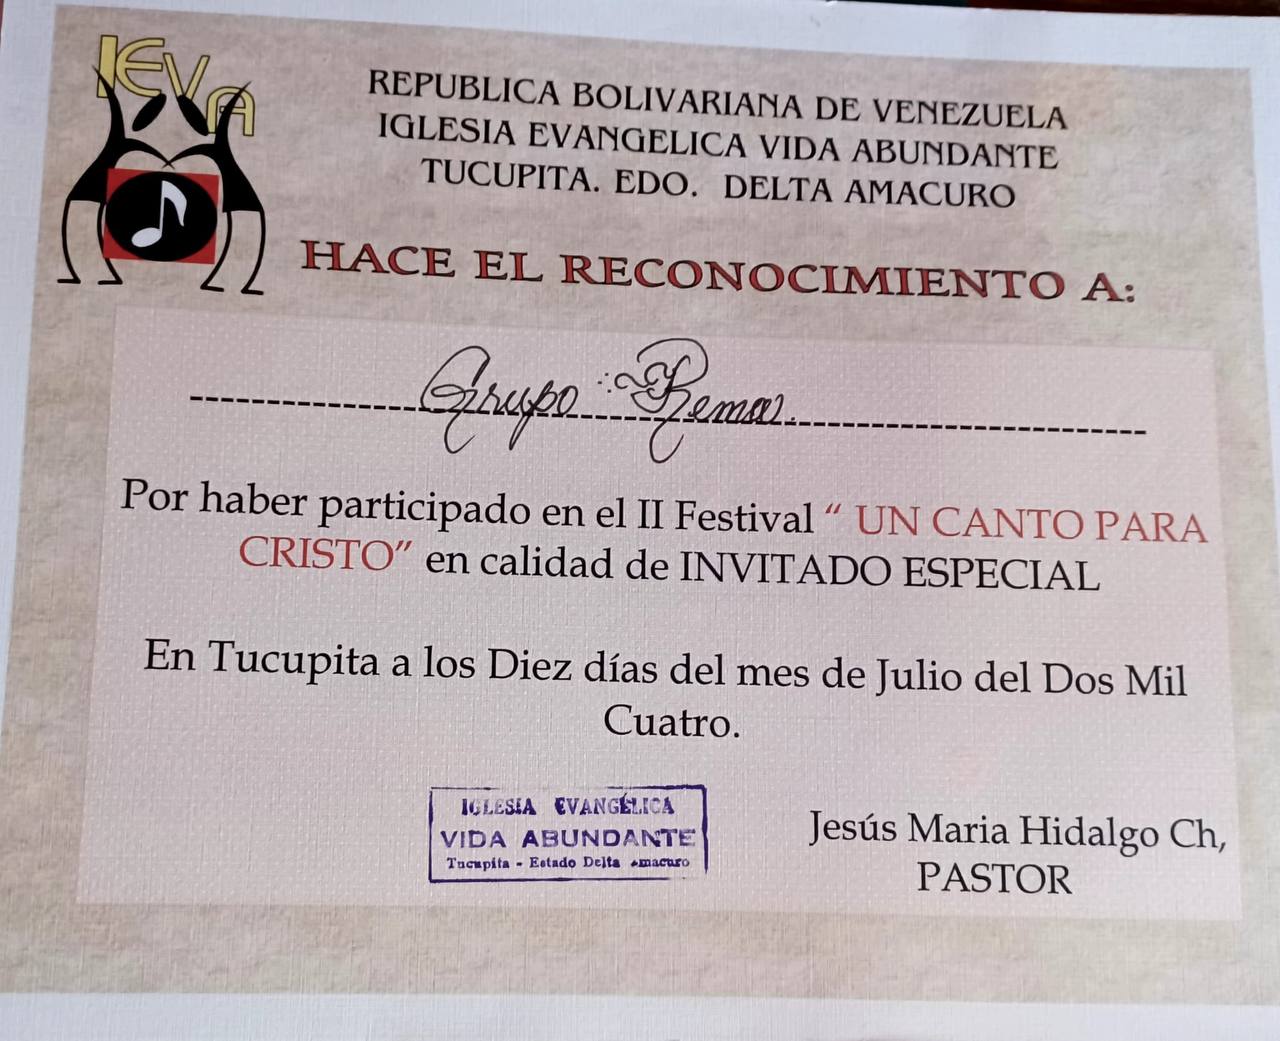 IEVA
REPUBLICA BOLIVARIANA DE VENEZUELA
IGLESIA EVANGELICA VIDA ABUNDANTE
TUCUPITA. EDO. DELTA AMACURO
HACE EL RECONOCIMIENTO A:
Grupo Rema.
Por haber participado en el II Festival “ UN CANTO PARA
CRISTO” en calidad de INVITADO ESPECIAL
En Tucupita a los Diez días del mes de Julio del Dos Mil
Cuatro.
IGLESIA EVANGÉLICA
VIDA ABUNDANTE
Tucupita - Estado Delta Amacuro
Jesús Maria Hidalgo Ch,
PASTOR